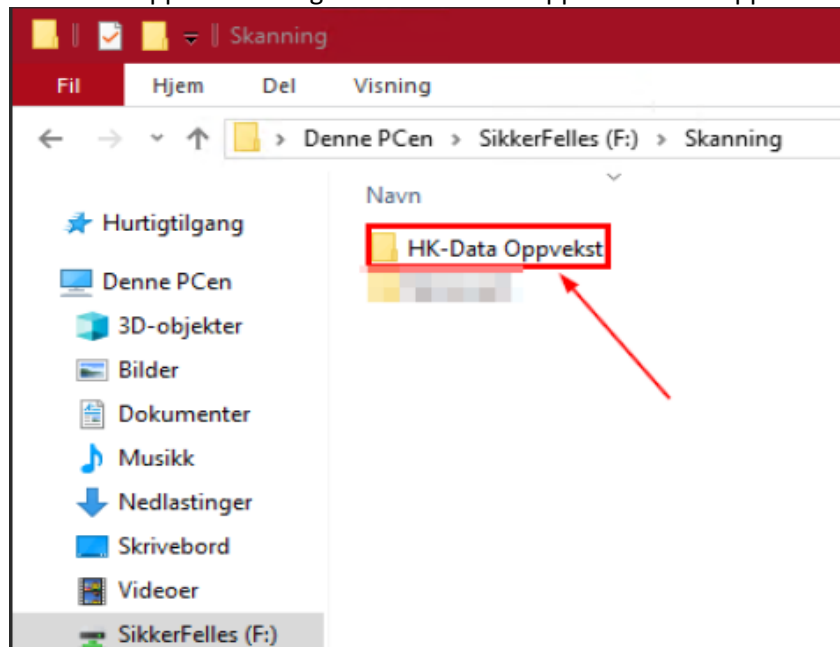 Skanning
Fil Hjem Del Visning
Denne PCen > SikkerFelles (F:) > Skanning
Navn
Hurtigtilgang
HK-Data Oppvekst
Denne PCen
3D-objekter
Bilder
Dokumenter
Musikk
Nedlastinger
Skrivebord
Videoer
SikkerFelles (F:)